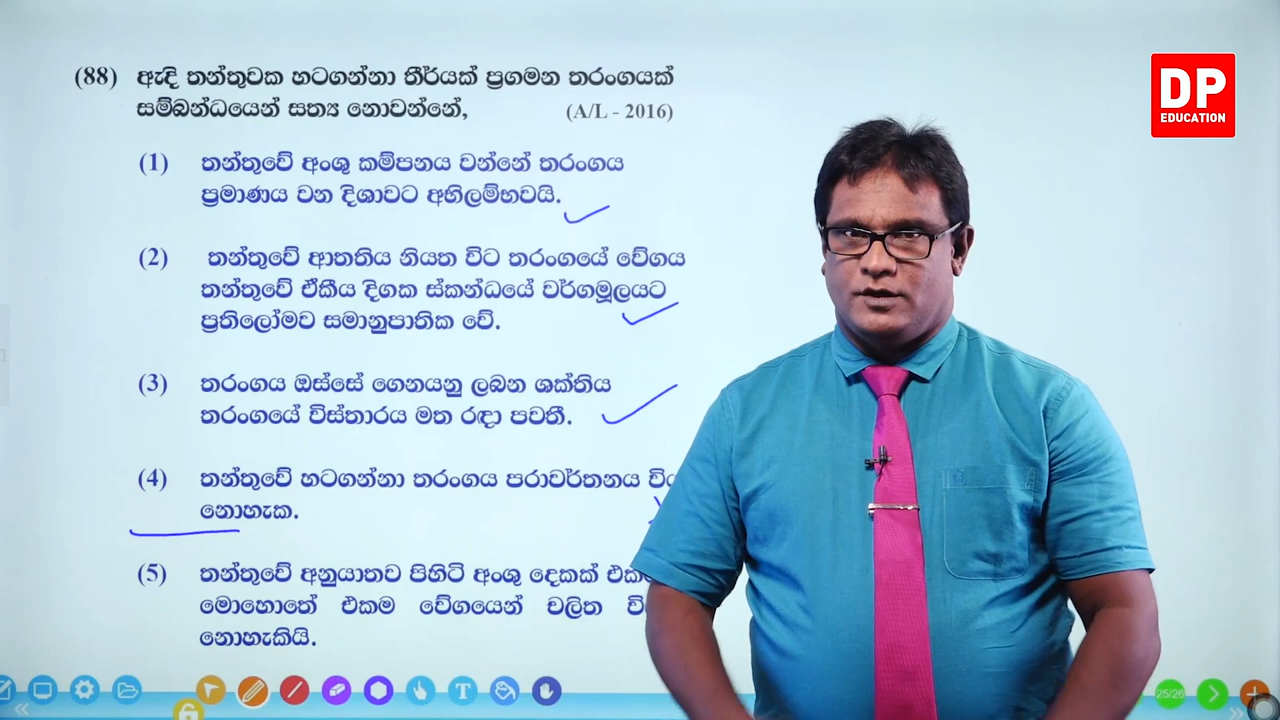 DP
EDUCATION
(88) ඇදි තන්තුවක හටගන්නා තීර්යක් ප්‍රගමන තරංගයක්
සම්බන්ධයෙන් සත්‍ය නොවන්නේ, (A/L - 2016)
(1) තන්තුවේ අංශු කම්පනය වන්නේ තරංගය
ප්‍රමාණය වන දිශාවට අභිලම්භවයි.
(2) තන්තුවේ ආතතිය නියත විට තරංගයේ වේගය
තන්තුවේ ඒකීය දිගක ස්කන්ධයේ වර්ගමූලයට
ප්‍රතිලෝමව සමානුපාතික වේ.
(3) තරංගය ඔස්සේ ගෙනයනු ලබන ශක්තිය
තරංගයේ විස්තාරය මත රඳා පවතී.
(4) තන්තුවේ හටගන්නා තරංගය පරාවර්තනය
නොහැක.
(5) තන්තුවේ අනුයාතව පිහිටි අංශු දෙකක්
මොහොතේ එකම වේගයෙන් චලිත
නොහැකියි.
25/26